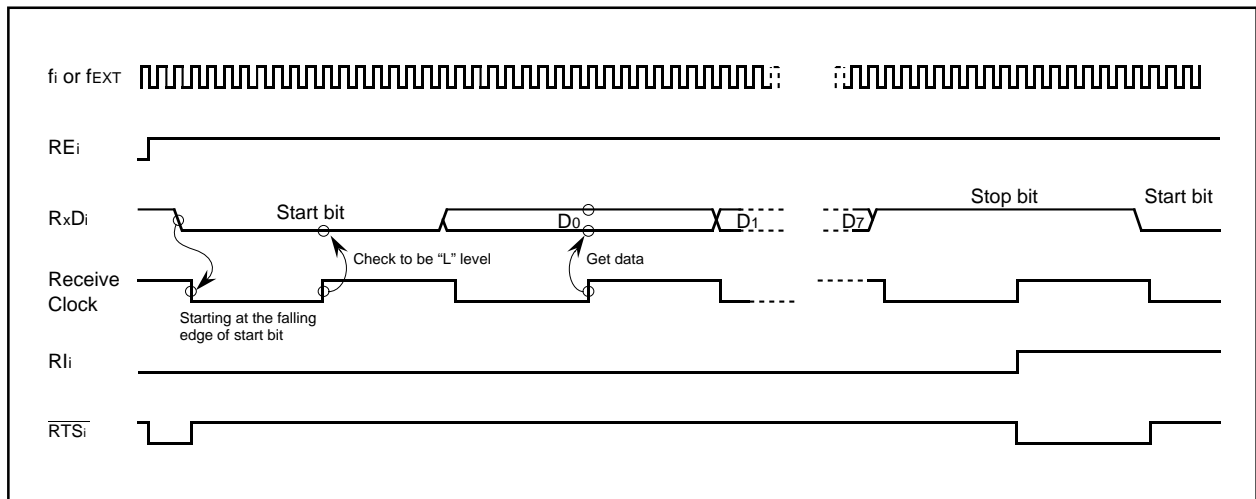 fi or fEXT
REi
RxDi
Start bit
D0
D1
D7
Stop bit
Start bit
Check to be “L” level
Get data
Receive
Clock
Starting at the falling
edge of start bit
RIi
RTSi